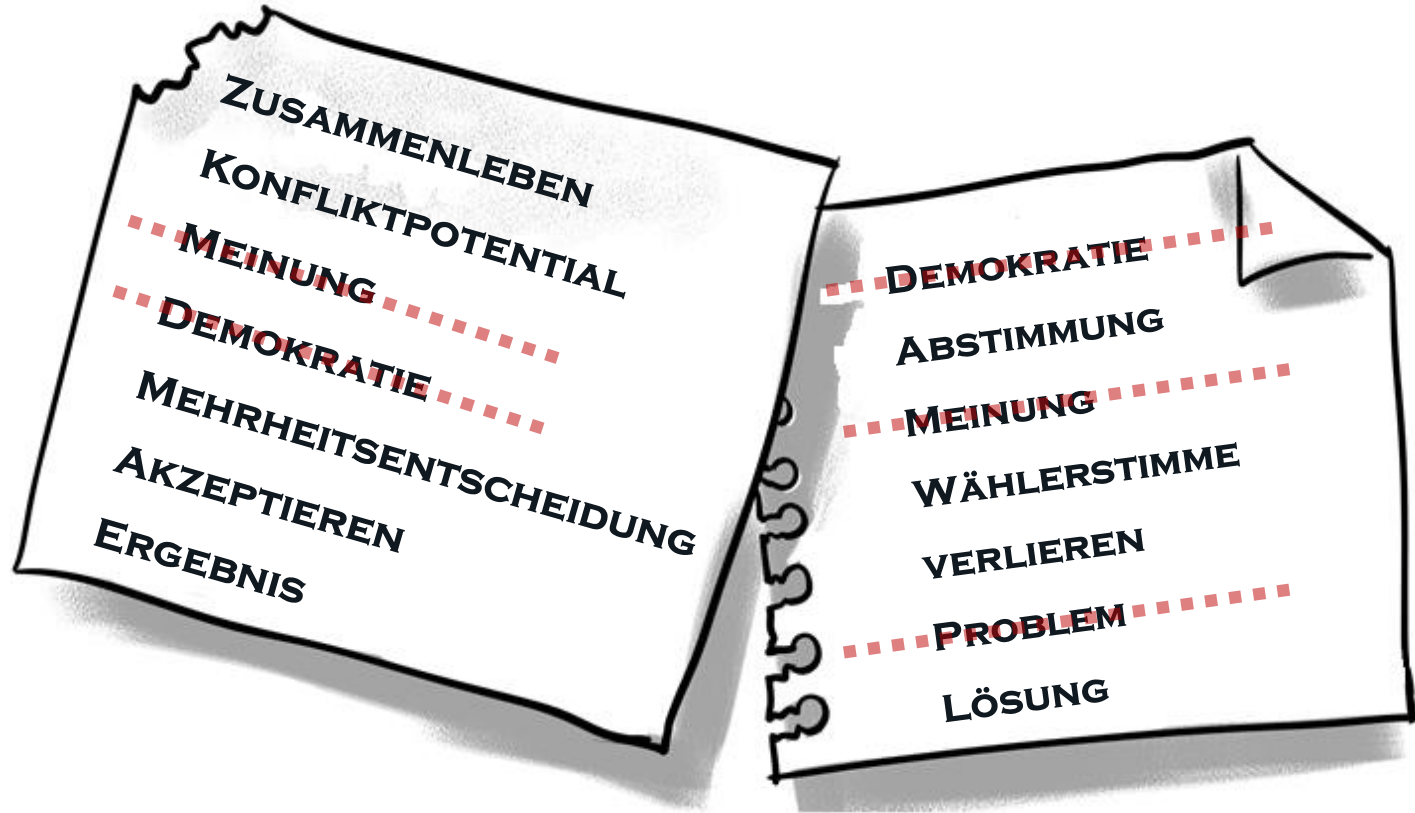 Zusammenleben
Konfliktpotential
Meinung
Demokratie
Mehrheitsentscheidung
Akzeptieren
Ergebnis
Demokratie
Abstimmung
Meinung
Wählerstimme
verlieren
Problem
Lösung